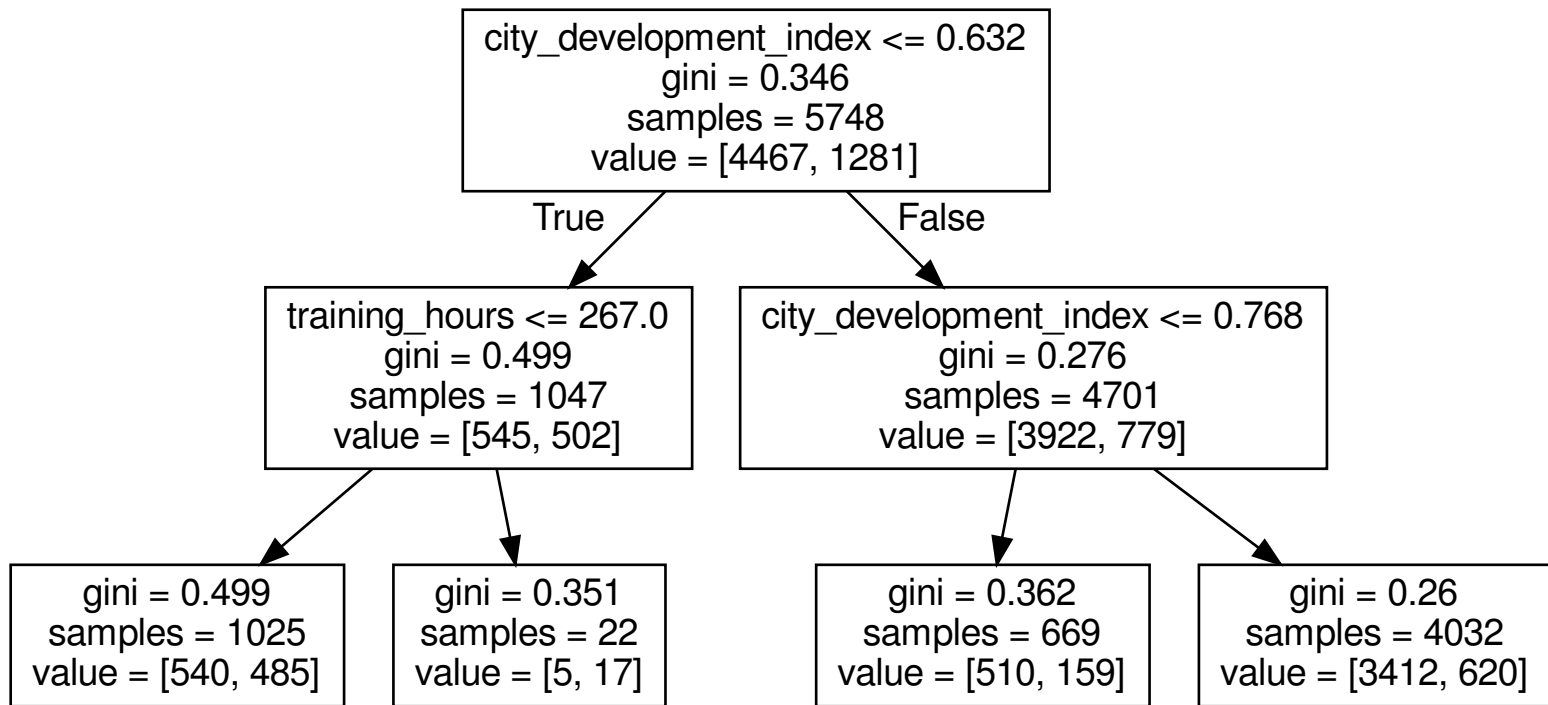 city_development_index <= 0.632
gini = 0.346
samples = 5748
value = [4467, 1281]
True
False
training_hours <= 267.0
gini = 0.499
samples = 1047
value = [545, 502]
city_development_index <= 0.768
gini = 0.276
samples = 4701
value = [3922, 779]
gini = 0.499
samples = 1025
value = [540, 485]
gini = 0.351
samples = 22
value = [5, 17]
gini = 0.362
samples = 669
value = [510, 159]
gini = 0.26
samples = 4032
value = [3412, 620]